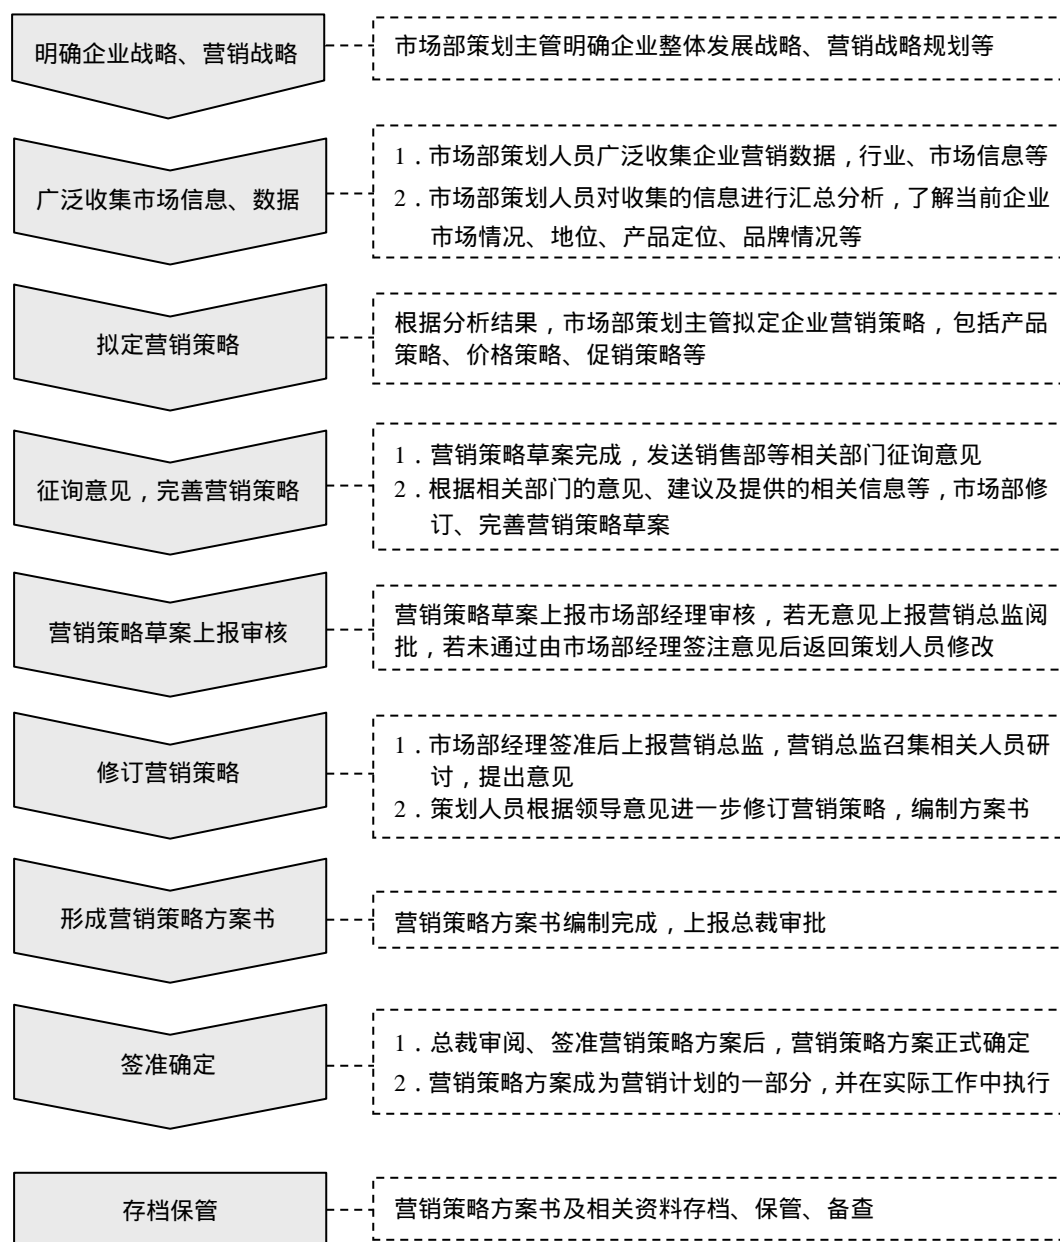 明确企业战略、营销战略
市场部策划主管明确企业整体发展战略、营销战略规划等
广泛收集市场信息、数据
1．市场部策划人员广泛收集企业营销数据，行业、市场信息等
2．市场部策划人员对收集的信息进行汇总分析，了解当前企业
市场情况、地位、产品定位、品牌情况等
拟定营销策略
根据分析结果，市场部策划主管拟定企业营销策略，包括产品
策略、价格策略、促销策略等
征询意见，完善营销策略
1．营销策略草案完成，发送销售部等相关部门征询意见
2．根据相关部门的意见、建议及提供的相关信息等，市场部修
订、完善营销策略草案
营销策略草案上报审核
营销策略草案上报市场部经理审核，若无意见上报营销总监阅
批，若未通过由市场部经理签注意见后返回策划人员修改
修订营销策略
1．市场部经理签准后上报营销总监，营销总监召集相关人员研
讨，提出意见
2．策划人员根据领导意见进一步修订营销策略，编制方案书
形成营销策略方案书
营销策略方案书编制完成，上报总裁审批
签准确定
1．总裁审阅、签准营销策略方案后，营销策略方案正式确定
2．营销策略方案成为营销计划的一部分，并在实际工作中执行
存档保管
营销策略方案书及相关资料存档、保管、备查